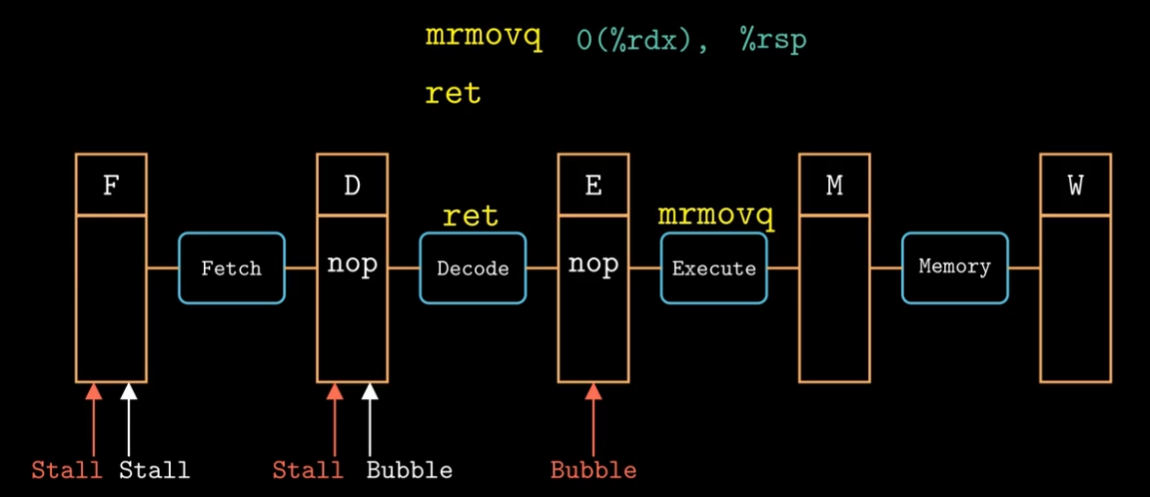 mrmovq 0(%rdx), %rsp
ret
F D E M W
ret mrmovq
nop nop
Fetch Decode Execute Memory
Stall Stall Stall Bubble Bubble